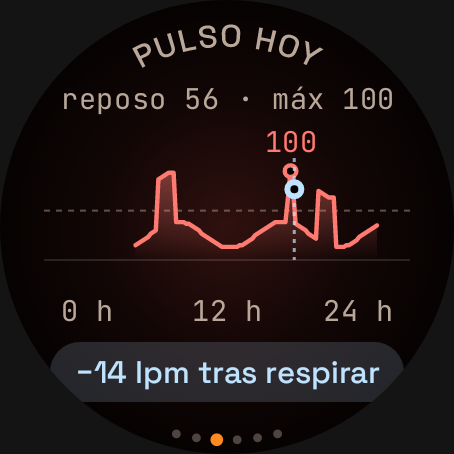 PULSO HOY
reposo 56 · máx 100
100
0 h 12 h 24 h
−14 lpm tras respirar